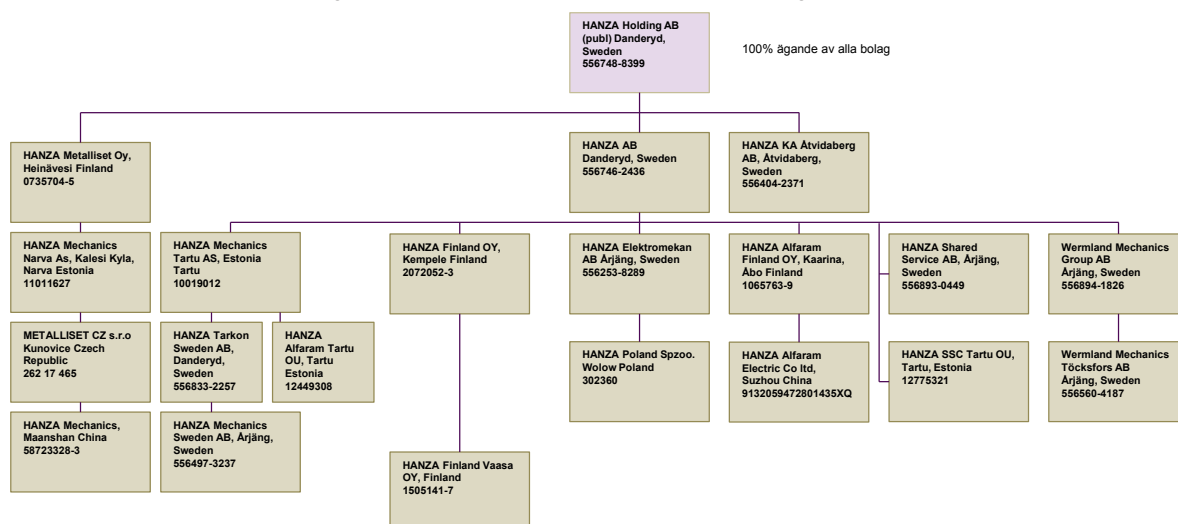 HANZA Holding AB
(publ) Danderyd,
Sweden
556748-8399
100% ägande av alla bolag
HANZA Metalliset Oy,
Heinävesi Finland
0735704-5
HANZA AB
Danderyd, Sweden
556746-2436
HANZA KA Åtvidaberg
AB, Åtvidaberg,
Sweden
556404-2371
HANZA Mechanics
Narva As, Kalesi Kyla,
Narva Estonia
11011627
HANZA Mechanics
Tartu AS, Estonia
Tartu
10019012
HANZA Finland OY,
Kempele Finland
2072052-3
HANZA Elektromekan
AB Årjäng, Sweden
556253-8289
HANZA Alfaram
Finland OY, Kaarina,
Åbo Finland
1065763-9
HANZA Shared
Service AB, Årjäng,
Sweden
556893-0449
Wermland Mechanics
Group AB
Årjäng, Sweden
556894-1826
METALLISET CZ s.r.o
Kunovice Czech
Republic
262 17 465
HANZA Tarkon
Sweden AB,
Danderyd,
Sweden
556833-2257
HANZA
Alfaram Tartu
OU, Tartu
Estonia
12449308
HANZA Poland Spzoo.
Wolow Poland
302360
HANZA Alfaram
Electric Co ltd,
Suzhou China
9132059472801435XQ
HANZA SSC Tartu OU,
Tartu, Estonia
12775321
Wermland Mechanics
Töcksfors AB
Årjäng, Sweden
556560-4187
HANZA Mechanics,
Maanshan China
58723328-3
HANZA Mechanics
Sweden AB, Årjäng,
Sweden
556497-3237
HANZA Finland Vaasa
OY, Finland
1505141-7